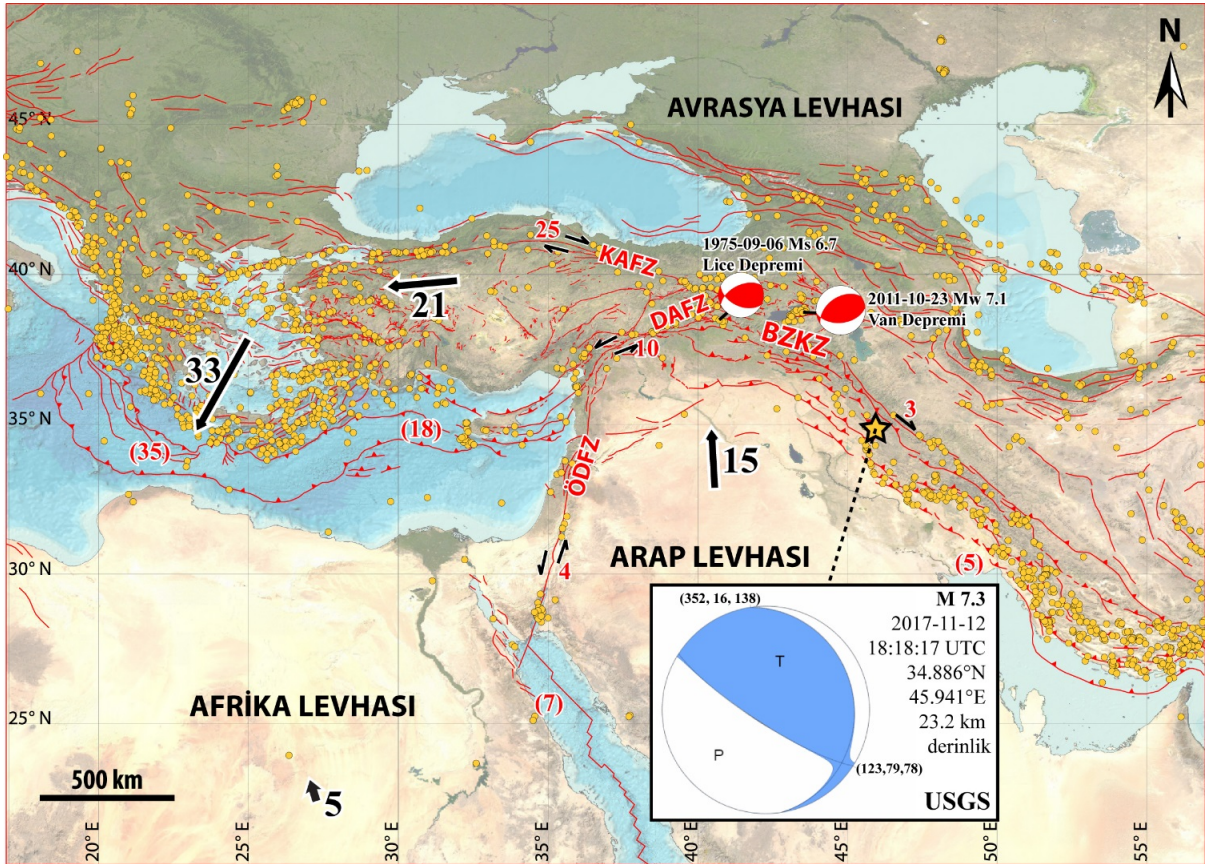 N
AVRASYA LEVHASI
45° N
25
KAFZ
1975-09-06 Ms 6.7
Lice Depremi
40° N
21
DAFZ
2011-10-23 Mw 7.1
Van Depremi
BZKZ
10
33
35° N
(35)
(18)
3
15
ÖDFZ
ARAP LEVHASI
30° N
4
(5)
(352, 16, 138)
M 7.3
2017-11-12
18:18:17 UTC
34.886°N
45.941°E
23.2 km
derinlik
T
P
(123,79,78)
USGS
(7)
AFRİKA LEVHASI
25° N
500 km
5
20° E
25° E
30° E
35° E
40° E
45° E
50° E
55° E